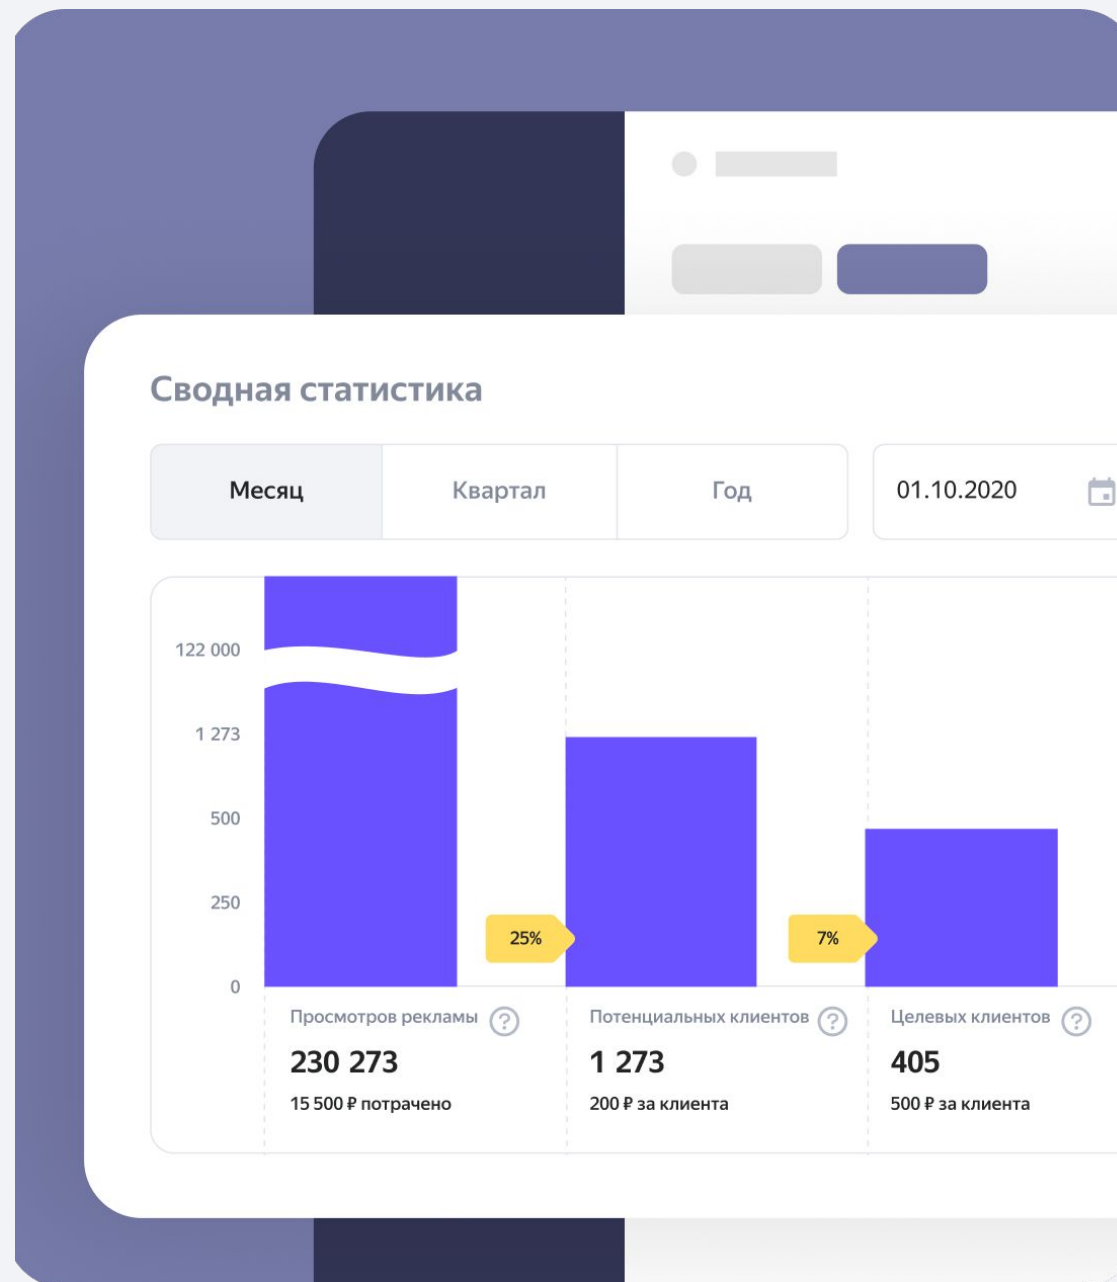 Сводная статистика
Месяц
Квартал
Год
01.10.2020
122 000
1 273
500
250
0
25%
7%
Просмотров рекламы ?
230 273
15 500 ₽ потрачено
Потенциальных клиентов ?
1 273
200 ₽ за клиента
Целевых клиентов ?
405
500 ₽ за клиента